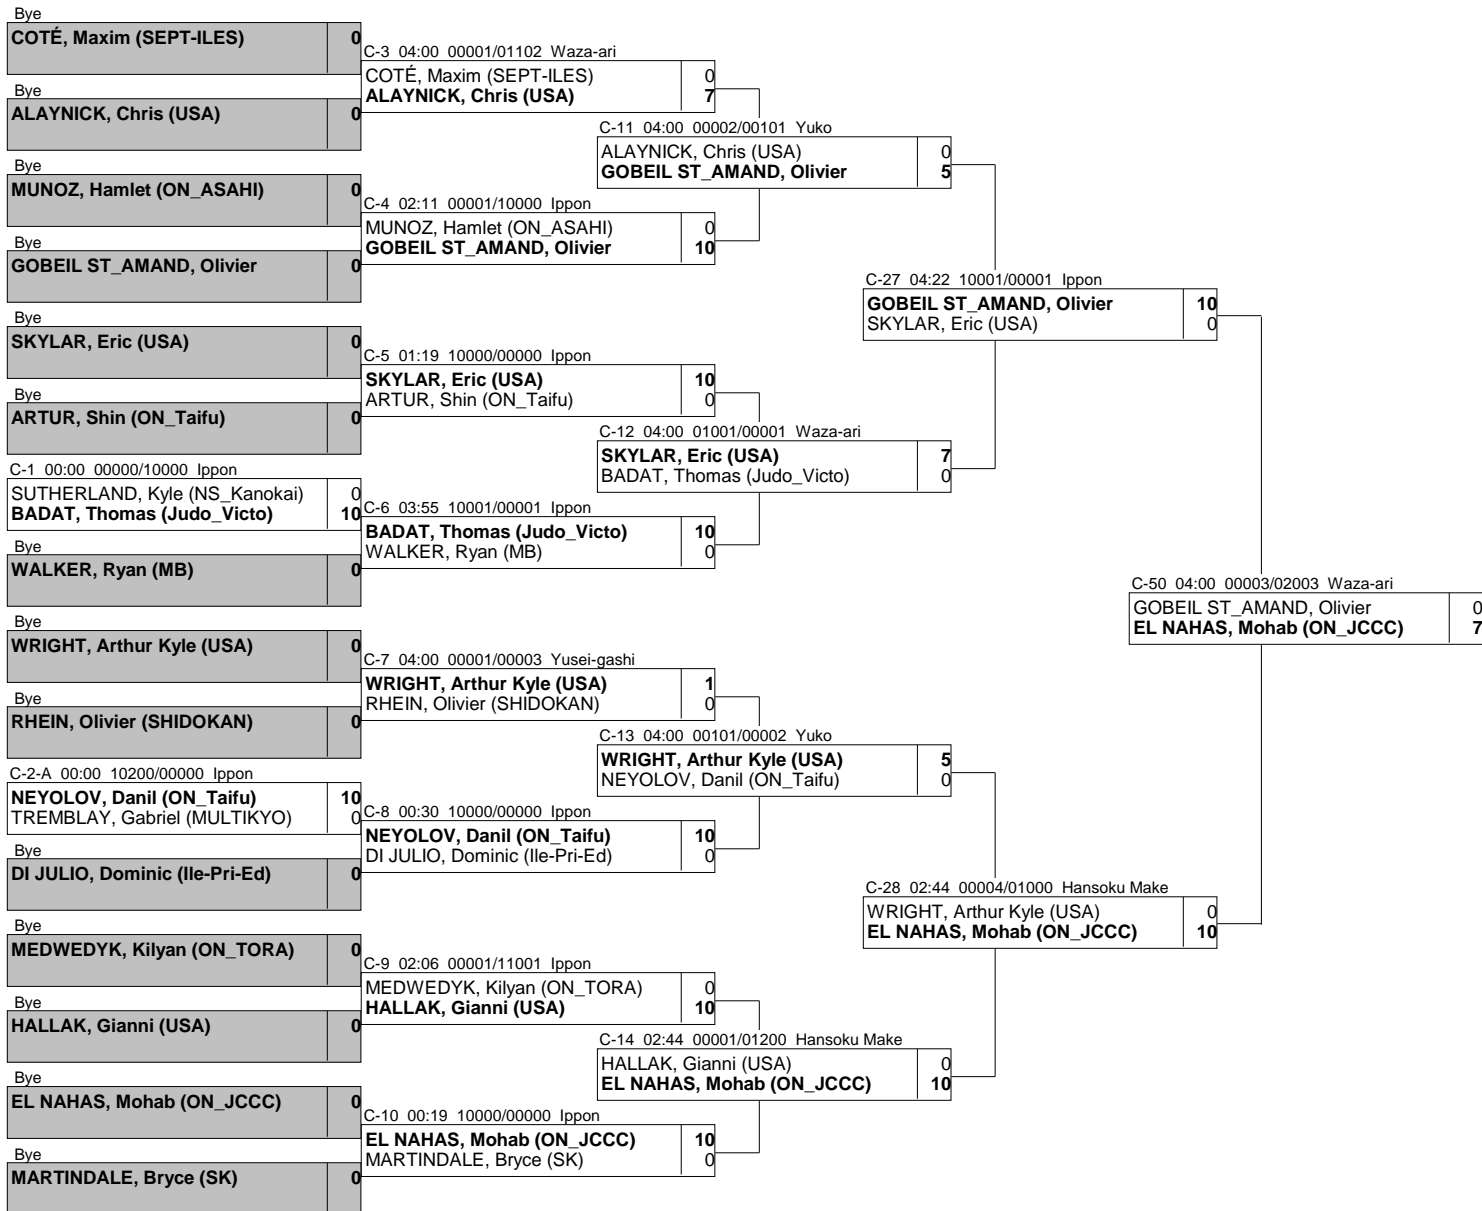 Bye
COTÉ, Maxim (SEPT-ILES) 0
Bye
ALAYNICK, Chris (USA) 0
Bye
MUNOZ, Hamlet (ON_ASAHI) 0
Bye
GOBEIL ST_AMAND, Olivier 0
Bye
SKYLAR, Eric (USA) 0
Bye
ARTUR, Shin (ON_Taifu) 0
C-1 00:00 00000/10000 Ippon
SUTHERLAND, Kyle (NS_Kanokai) 0
BADAT, Thomas (Judo_Victo) 10
Bye
WALKER, Ryan (MB) 0
Bye
WRIGHT, Arthur Kyle (USA) 0
Bye
RHEIN, Olivier (SHIDOKAN) 0
C-2-A 00:00 10200/00000 Ippon
NEYOLOV, Danil (ON_Taifu) 10
TREMBLAY, Gabriel (MULTIKYO) 0
Bye
DI JULIO, Dominic (Ile-Pri-Ed) 0
Bye
MEDWEDYK, Kilyan (ON_TORA) 0
Bye
HALLAK, Gianni (USA) 0
Bye
EL NAHAS, Mohab (ON_JCCC) 0
Bye
MARTINDALE, Bryce (SK) 0
C-3 04:00 00001/01102 Waza-ari
COTÉ, Maxim (SEPT-ILES) 0
ALAYNICK, Chris (USA) 7
C-4 02:11 00001/10000 Ippon
MUNOZ, Hamlet (ON_ASAHI) 0
GOBEIL ST_AMAND, Olivier 10
C-5 01:19 10000/00000 Ippon
SKYLAR, Eric (USA) 10
ARTUR, Shin (ON_Taifu) 0
C-6 03:55 10001/00001 Ippon
BADAT, Thomas (Judo_Victo) 10
WALKER, Ryan (MB) 0
C-7 04:00 00001/00003 Yusei-gashi
WRIGHT, Arthur Kyle (USA) 1
RHEIN, Olivier (SHIDOKAN) 0
C-8 00:30 10000/00000 Ippon
NEYOLOV, Danil (ON_Taifu) 10
DI JULIO, Dominic (Ile-Pri-Ed) 0
C-9 02:06 00001/11001 Ippon
MEDWEDYK, Kilyan (ON_TORA) 0
HALLAK, Gianni (USA) 10
C-10 00:19 10000/00000 Ippon
EL NAHAS, Mohab (ON_JCCC) 10
MARTINDALE, Bryce (SK) 0
C-11 04:00 00002/00101 Yuko
ALAYNICK, Chris (USA) 0
GOBEIL ST_AMAND, Olivier 5
C-12 04:00 01001/00001 Waza-ari
SKYLAR, Eric (USA) 7
BADAT, Thomas (Judo_Victo) 0
C-13 04:00 00101/00002 Yuko
WRIGHT, Arthur Kyle (USA) 5
NEYOLOV, Danil (ON_Taifu) 0
C-14 02:44 00001/01200 Hansoku Make
HALLAK, Gianni (USA) 0
EL NAHAS, Mohab (ON_JCCC) 10
C-27 04:22 10001/00001 Ippon
GOBEIL ST_AMAND, Olivier 10
SKYLAR, Eric (USA) 0
C-28 02:44 00004/01000 Hansoku Make
WRIGHT, Arthur Kyle (USA) 0
EL NAHAS, Mohab (ON_JCCC) 10
C-50 04:00 00003/02003 Waza-ari
GOBEIL ST_AMAND, Olivier 0
EL NAHAS, Mohab (ON_JCCC) 7